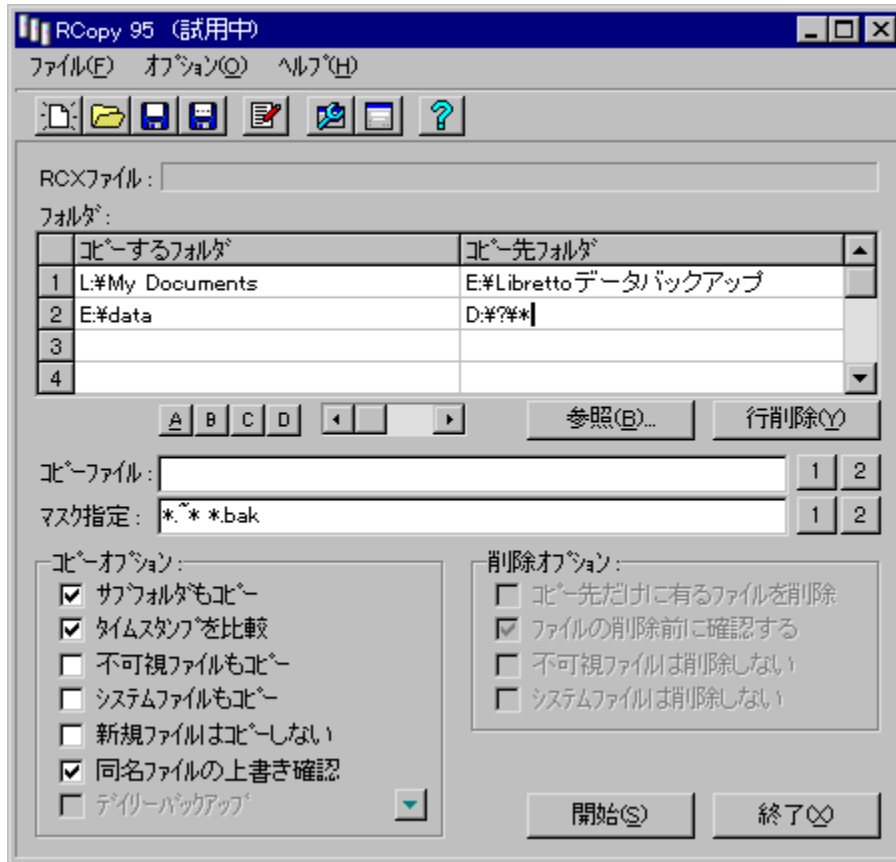 RCopy 95 （試用中）
ﾌｧｲﾙ(F) ｵﾌﾟｼｮﾝ(O) ﾍﾙﾌﾟ(H)
RCXﾌｧｲﾙ :
ﾌｫﾙﾀﾞ :
ｺﾋﾟｰするﾌｫﾙﾀﾞ ｺﾋﾟｰ先ﾌｫﾙﾀﾞ
1 L:¥My Documents E:¥Librettoデータバックアップ
2 E:¥data D:¥?¥*
3
4
A B C D 参照(B)... 行削除(Y)
ｺﾋﾟｰﾌｧｲﾙ : 1 2
ﾏｽｸ指定 : *.~* *.bak 1 2
ｺﾋﾟｰｵﾌﾟｼｮﾝ : 削除ｵﾌﾟｼｮﾝ :
ｻﾌﾞﾌｫﾙﾀﾞもｺﾋﾟｰ ｺﾋﾟｰ先だけに有るﾌｧｲﾙを削除
ﾀｲﾑｽﾀﾝﾌﾟを比較 ﾌｧｲﾙの削除前に確認する
不可視ﾌｧｲﾙもｺﾋﾟｰ 不可視ﾌｧｲﾙは削除しない
ｼｽﾃﾑﾌｧｲﾙもｺﾋﾟｰ ｼｽﾃﾑﾌｧｲﾙは削除しない
新規ﾌｧｲﾙはｺﾋﾟｰしない
同名ﾌｧｲﾙの上書き確認
ﾃﾞｲﾘｰﾊﾞｯｸｱｯﾌﾟ 開始(S) 終了(X)